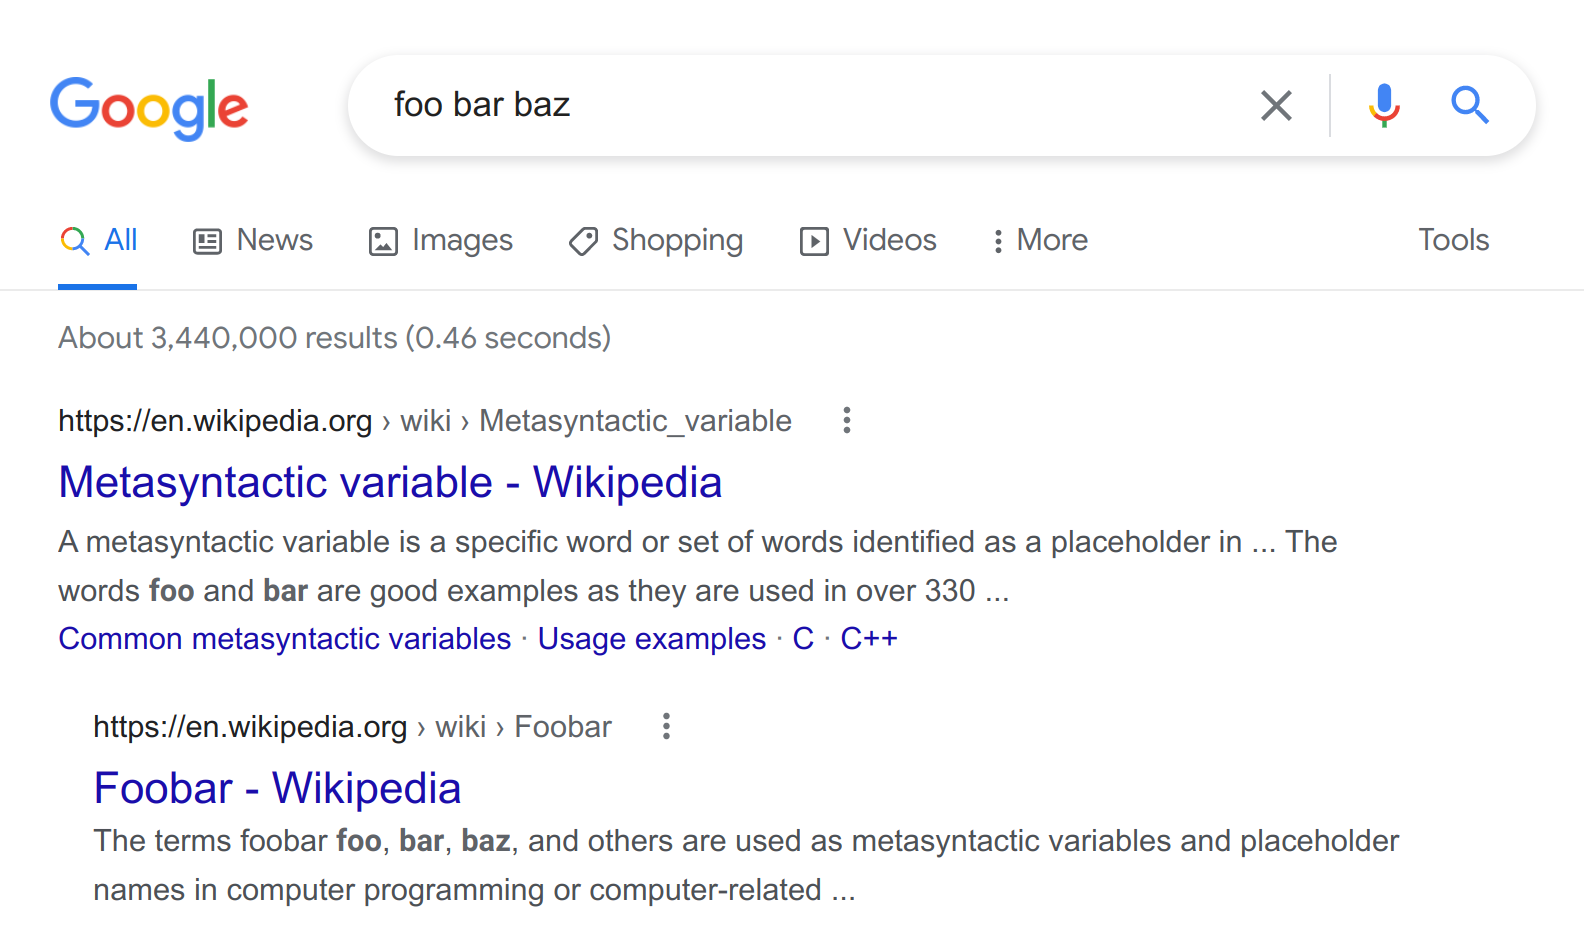 Google
foo bar baz
All News Images Shopping Videos More Tools
About 3,440,000 results (0.46 seconds)
https://en.wikipedia.org › wiki › Metasyntactic_variable
Metasyntactic variable - Wikipedia
A metasyntactic variable is a specific word or set of words identified as a placeholder in ... The
words foo and bar are good examples as they are used in over 330 ...
Common metasyntactic variables · Usage examples · C · C++
https://en.wikipedia.org › wiki › Foobar
Foobar - Wikipedia
The terms foobar foo, bar, baz, and others are used as metasyntactic variables and placeholder
names in computer programming or computer-related ...